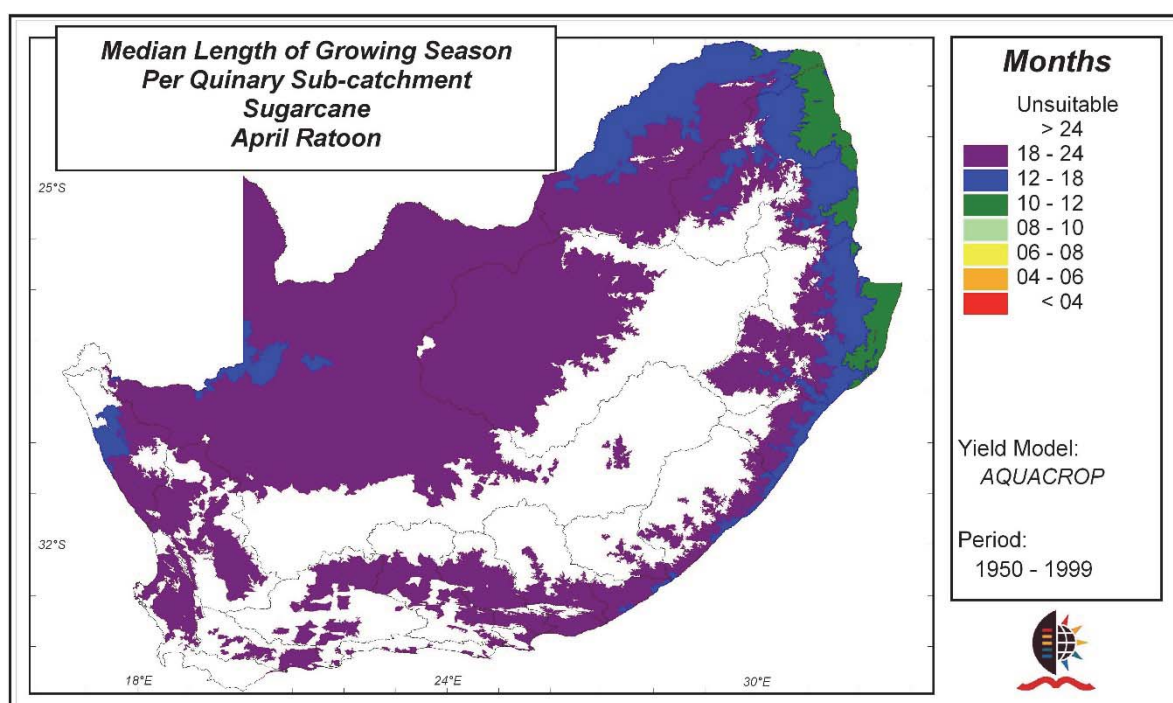 Median Length of Growing Season
Per Quinary Sub-catchment
Sugarcane
April Ratoon
25°S
32°S
18°E
24°E
30°E
Months
Unsuitable
> 24
18 - 24
12 - 18
10 - 12
08 - 10
06 - 08
04 - 06
< 04
Yield Model:
AQUACROP
Period:
1950 - 1999